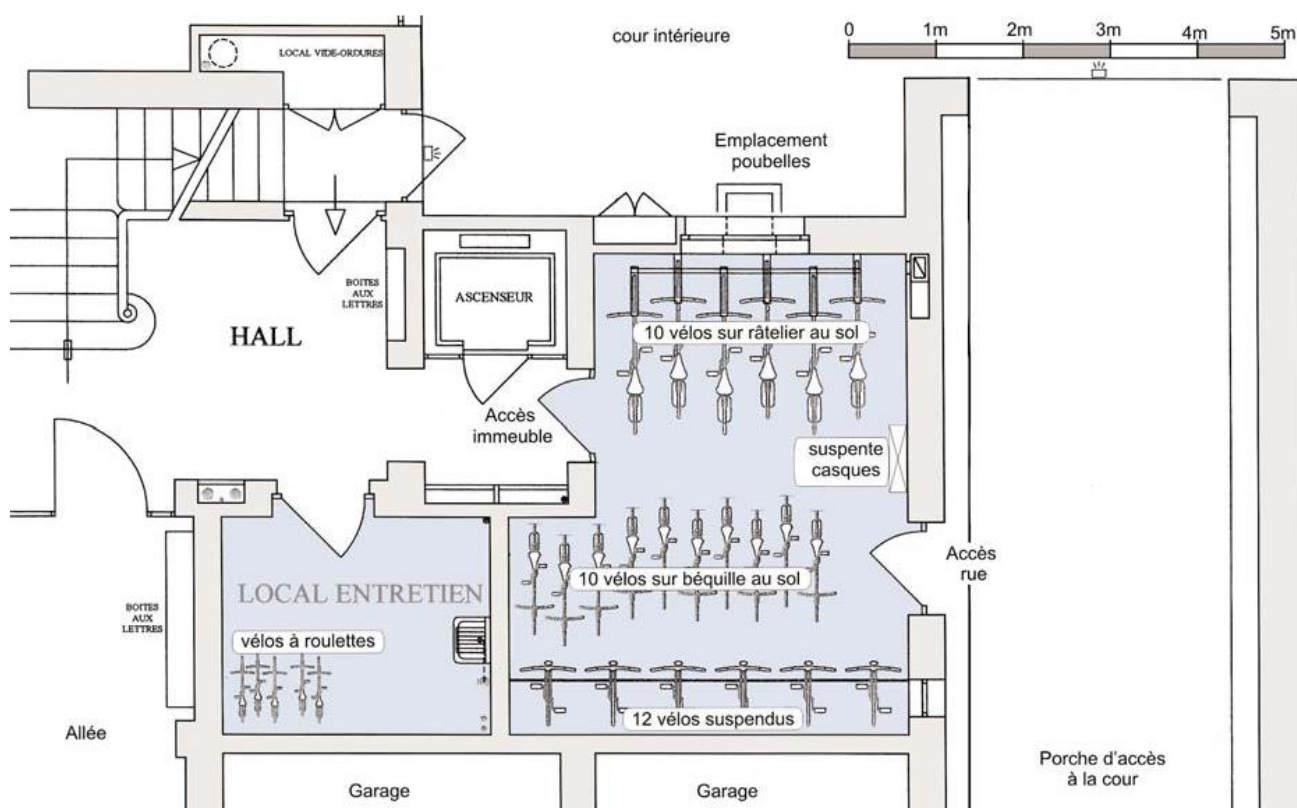 cour intérieure
0 1m 2m 3m 4m 5m
LOCAL VIDE-ORDURES
Emplacement
poubelles
BOITES
AUX
LETTRES
ASCENSEUR
HALL
10 vélos sur râtelier au sol
Accès
immeuble
suspente
casques
Accès
rue
10 vélos sur béquille au sol
LOCAL ENTRETIEN
BOITES
AUX
LETTRES
vélos à roulettes
12 vélos suspendus
Allée
Garage
Garage
Porche d'accès
à la cour